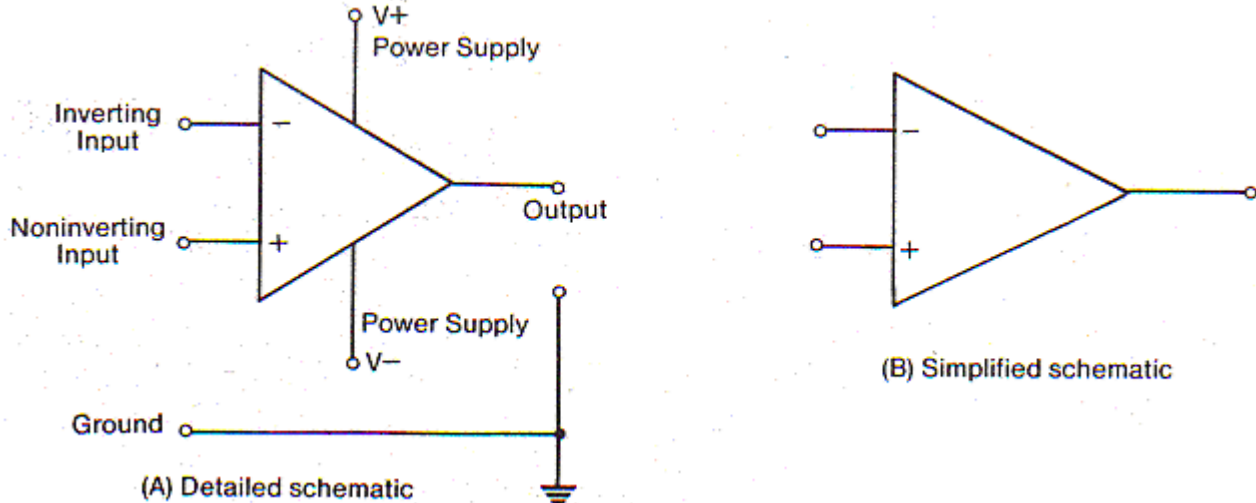 V+
Power Supply
Inverting
Input
−
Noninverting
Input
+
Output
Power Supply
V−
Ground
(A) Detailed schematic
−
+
(B) Simplified schematic